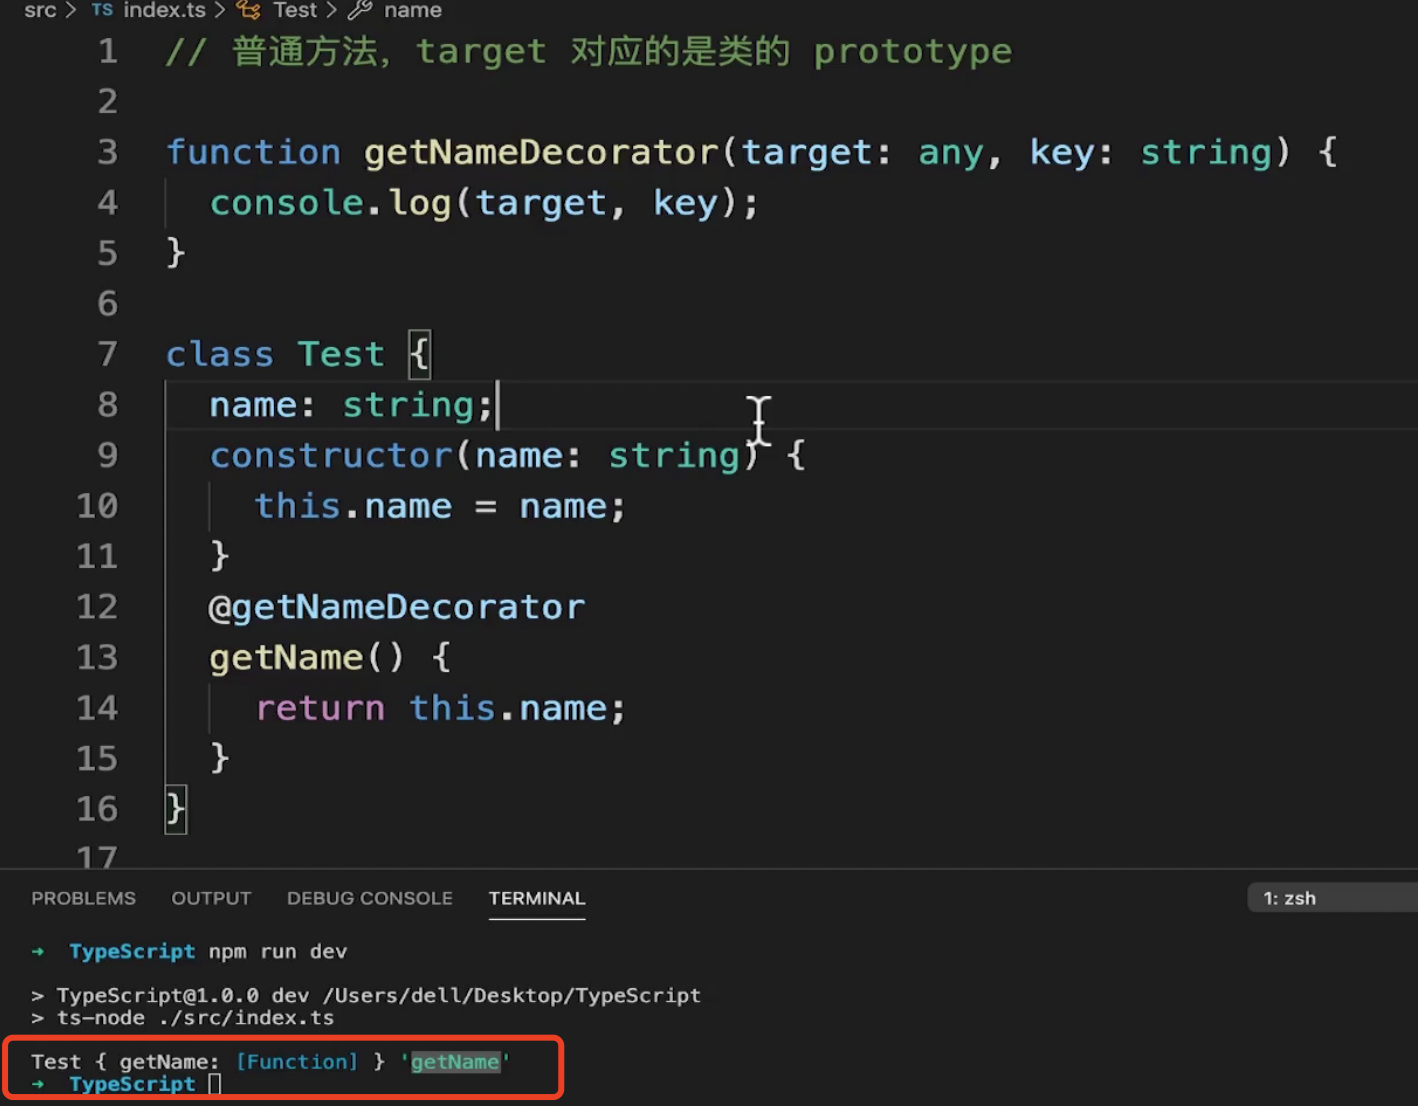 src > TS index.ts > Test > name
1 // 普通方法，target 对应的是类的 prototype
2
3 function getNameDecorator(target: any, key: string) {
4   console.log(target, key);
5 }
6
7 class Test {
8   name: string;
9   constructor(name: string) {
10     this.name = name;
11   }
12   @getNameDecorator
13   getName() {
14     return this.name;
15   }
16 }
17
PROBLEMS OUTPUT DEBUG CONSOLE TERMINAL 1: zsh
➜ TypeScript npm run dev
> TypeScript@1.0.0 dev /Users/dell/Desktop/TypeScript
> ts-node ./src/index.ts
Test { getName: [Function] } 'getName'
➜ TypeScript